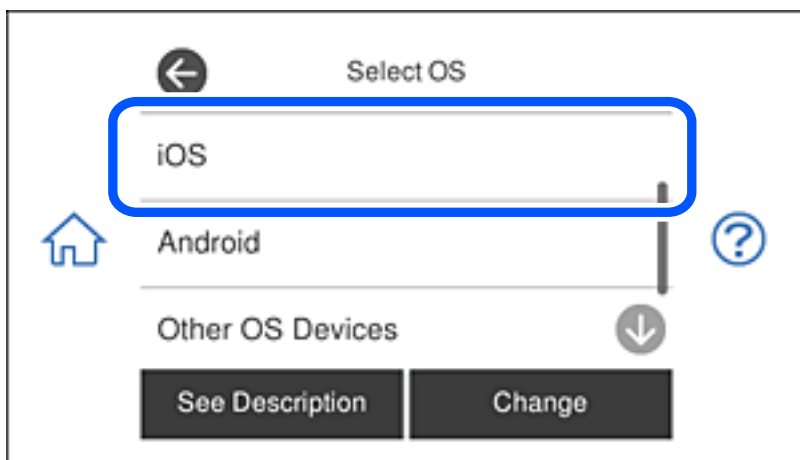 Select OS
iOS
Android
Other OS Devices
See Description
Change